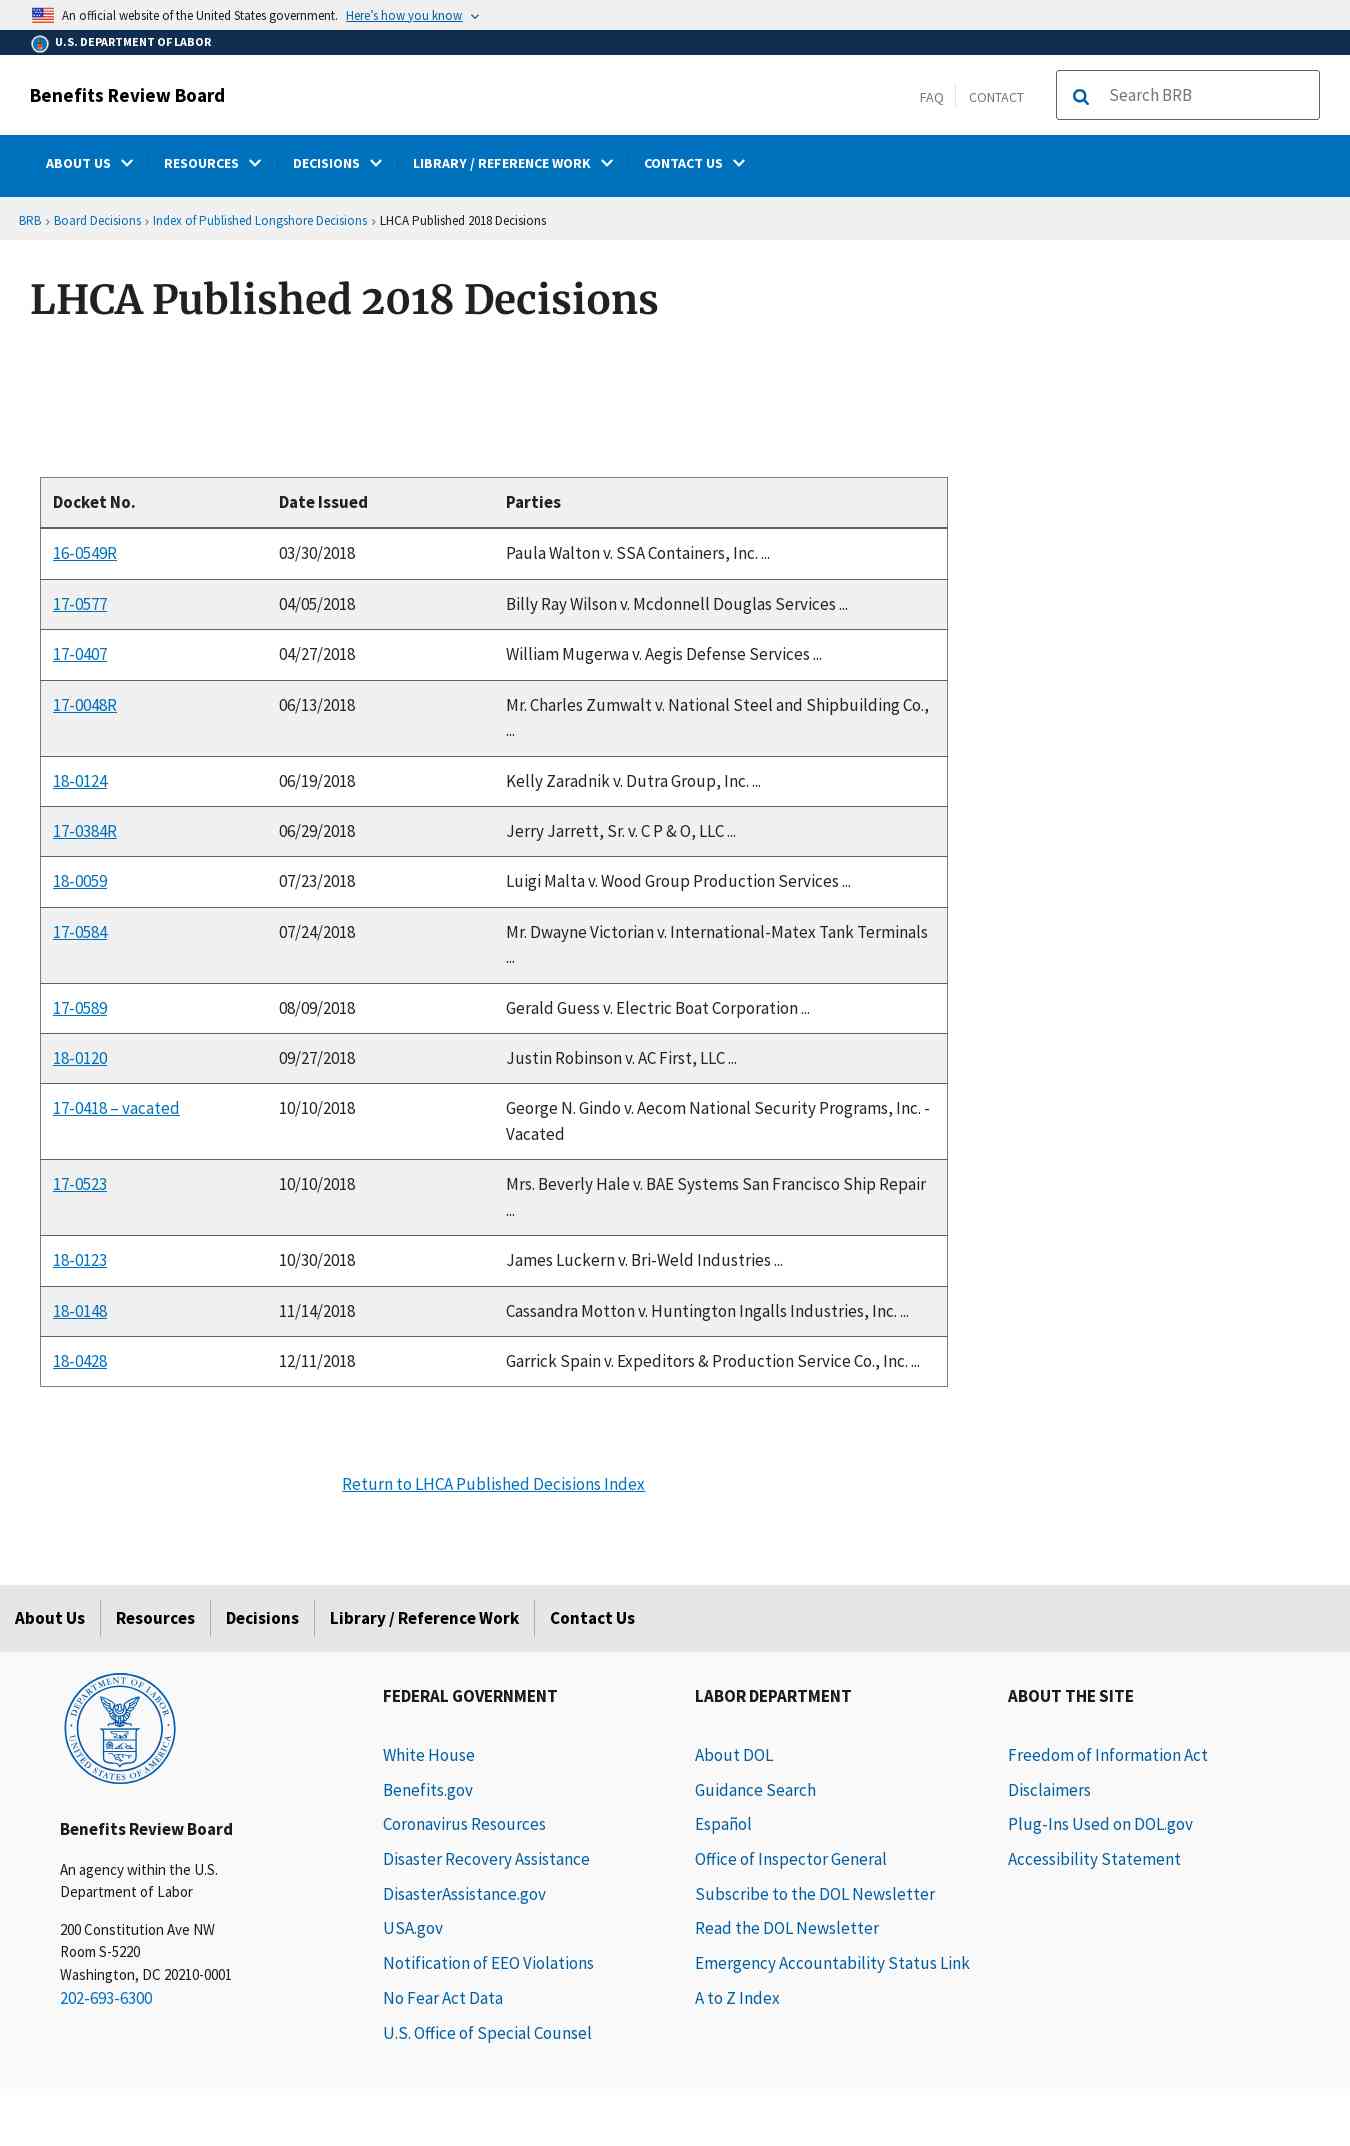 An official website of the United States government. Here's how you know
U.S. DEPARTMENT OF LABOR
Benefits Review Board
FAQ
CONTACT
Search BRB
ABOUT US
RESOURCES
DECISIONS
LIBRARY / REFERENCE WORK
CONTACT US
BRB › Board Decisions › Index of Published Longshore Decisions › LHCA Published 2018 Decisions
LHCA Published 2018 Decisions
Docket No. Date Issued Parties
16-0549R 03/30/2018 Paula Walton v. SSA Containers, Inc. ...
17-0577 04/05/2018 Billy Ray Wilson v. Mcdonnell Douglas Services ...
17-0407 04/27/2018 William Mugerwa v. Aegis Defense Services ...
17-0048R 06/13/2018 Mr. Charles Zumwalt v. National Steel and Shipbuilding Co.,
...
18-0124 06/19/2018 Kelly Zaradnik v. Dutra Group, Inc. ...
17-0384R 06/29/2018 Jerry Jarrett, Sr. v. C P & O, LLC ...
18-0059 07/23/2018 Luigi Malta v. Wood Group Production Services ...
17-0584 07/24/2018 Mr. Dwayne Victorian v. International-Matex Tank Terminals
...
17-0589 08/09/2018 Gerald Guess v. Electric Boat Corporation ...
18-0120 09/27/2018 Justin Robinson v. AC First, LLC ...
17-0418 – vacated 10/10/2018 George N. Gindo v. Aecom National Security Programs, Inc. -
Vacated
17-0523 10/10/2018 Mrs. Beverly Hale v. BAE Systems San Francisco Ship Repair
...
18-0123 10/30/2018 James Luckern v. Bri-Weld Industries ...
18-0148 11/14/2018 Cassandra Motton v. Huntington Ingalls Industries, Inc. ...
18-0428 12/11/2018 Garrick Spain v. Expeditors & Production Service Co., Inc. ...
Return to LHCA Published Decisions Index
About Us
Resources
Decisions
Library / Reference Work
Contact Us
DEPARTMENT OF LABOR
UNITED STATES OF AMERICA
Benefits Review Board
An agency within the U.S.
Department of Labor
200 Constitution Ave NW
Room S-5220
Washington, DC 20210-0001
202-693-6300
FEDERAL GOVERNMENT
White House
Benefits.gov
Coronavirus Resources
Disaster Recovery Assistance
DisasterAssistance.gov
USA.gov
Notification of EEO Violations
No Fear Act Data
U.S. Office of Special Counsel
LABOR DEPARTMENT
About DOL
Guidance Search
Español
Office of Inspector General
Subscribe to the DOL Newsletter
Read the DOL Newsletter
Emergency Accountability Status Link
A to Z Index
ABOUT THE SITE
Freedom of Information Act
Disclaimers
Plug-Ins Used on DOL.gov
Accessibility Statement